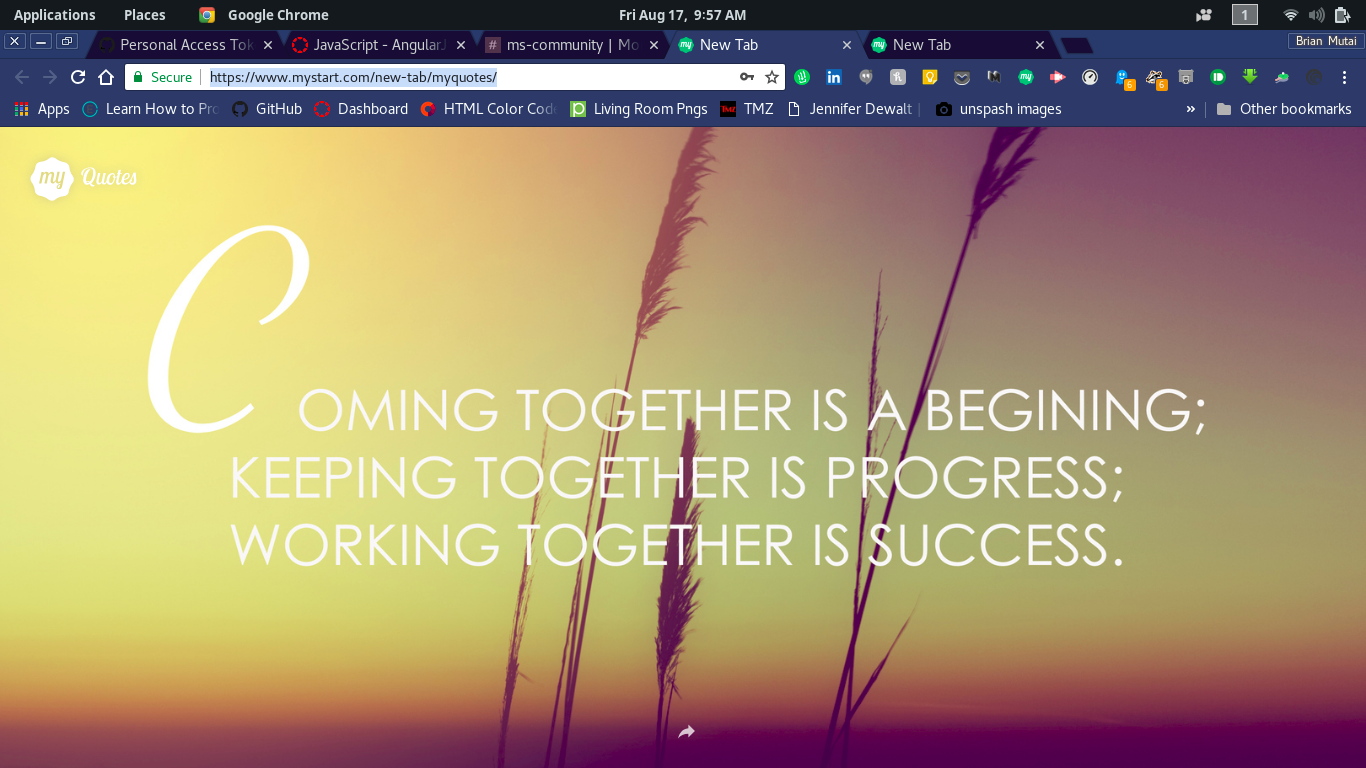 Applications Places Google Chrome Fri Aug 17, 9:57 AM 1
Personal Access Tok JavaScript - AngularJ ms-community | Mo New Tab New Tab Brian Mutai
Secure https://www.mystart.com/new-tab/myquotes/ 6 6
Apps Learn How to Pro GitHub Dashboard HTML Color Code Living Room Pngs TMZ Jennifer Dewalt | unspash images » Other bookmarks
my Quotes
COMING TOGETHER IS A BEGINING;
KEEPING TOGETHER IS PROGRESS;
WORKING TOGETHER IS SUCCESS.